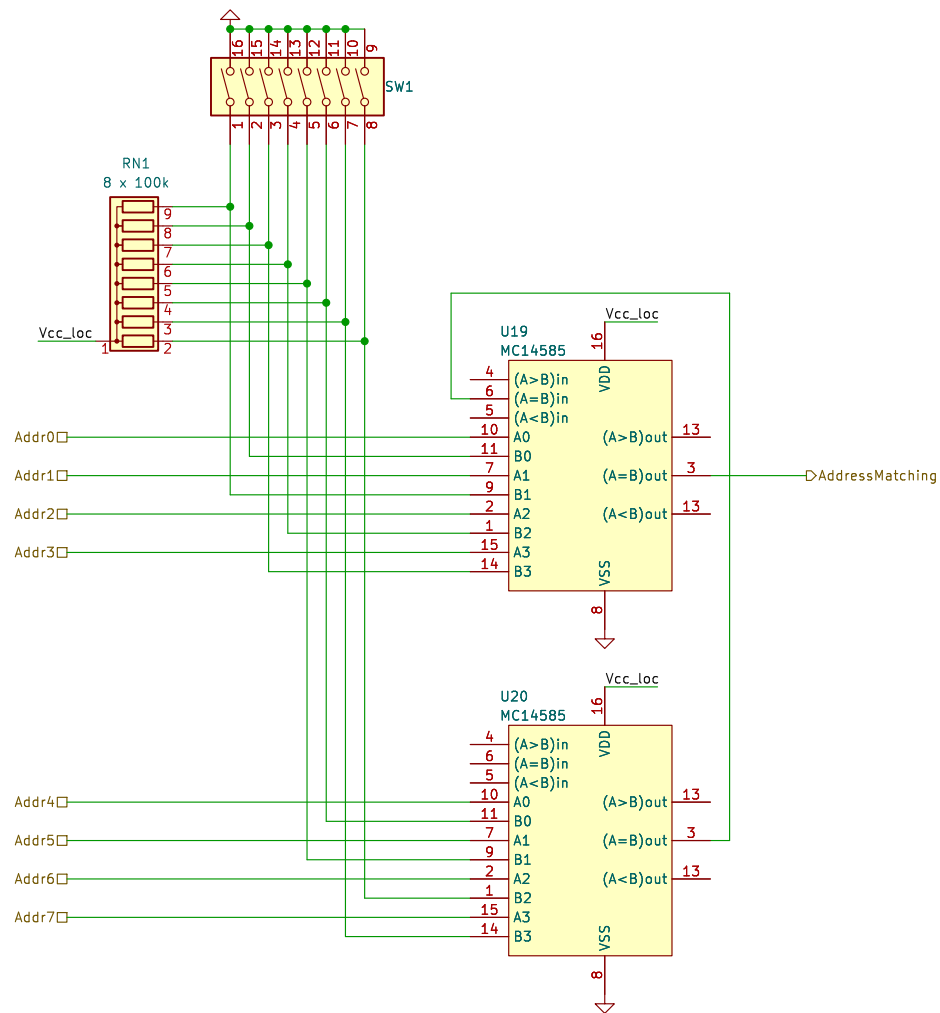 16 15 14 13 12 11 10 9
SW1
1 2 3 4 5 6 7 8
RN1
8 x 100k
9
8
7
6
5
4
3
Vcc_loc
1 2
Vcc_loc
U19
MC14585
16
VDD
4 (A>B)in
6 (A=B)in
5 (A<B)in
Addr0 10 A0 (A>B)out 13
11 B0
Addr1 7 A1 (A=B)out 3 AddressMatching
9 B1
Addr2 2 A2 (A<B)out 13
1 B2
Addr3 15 A3
14 B3
VSS
8
Vcc_loc
U20
MC14585
16
VDD
4 (A>B)in
6 (A=B)in
5 (A<B)in
Addr4 10 A0 (A>B)out 13
11 B0
Addr5 7 A1 (A=B)out 3
9 B1
Addr6 2 A2 (A<B)out 13
1 B2
Addr7 15 A3
14 B3
VSS
8